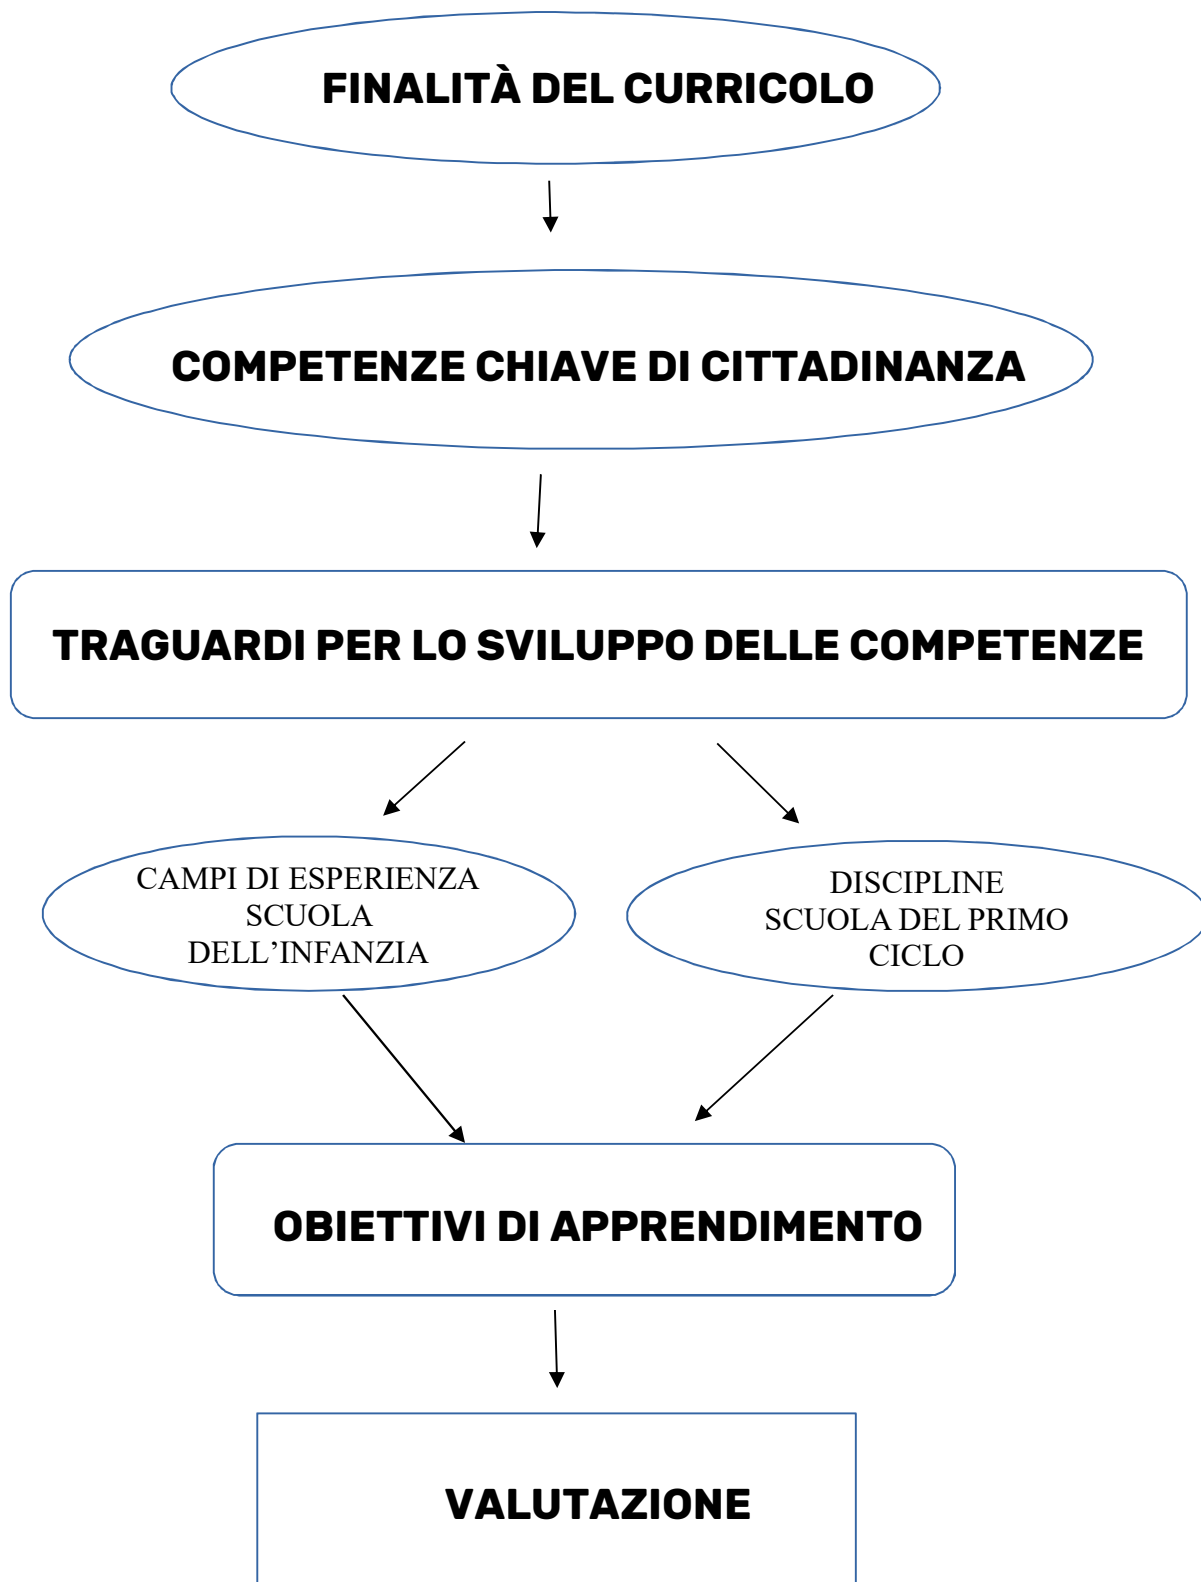 FINALITÀ DEL CURRICOLO
COMPETENZE CHIAVE DI CITTADINANZA
TRAGUARDI PER LO SVILUPPO DELLE COMPETENZE
CAMPI DI ESPERIENZA
SCUOLA
DELL’INFANZIA
DISCIPLINE
SCUOLA DEL PRIMO
CICLO
OBIETTIVI DI APPRENDIMENTO
VALUTAZIONE